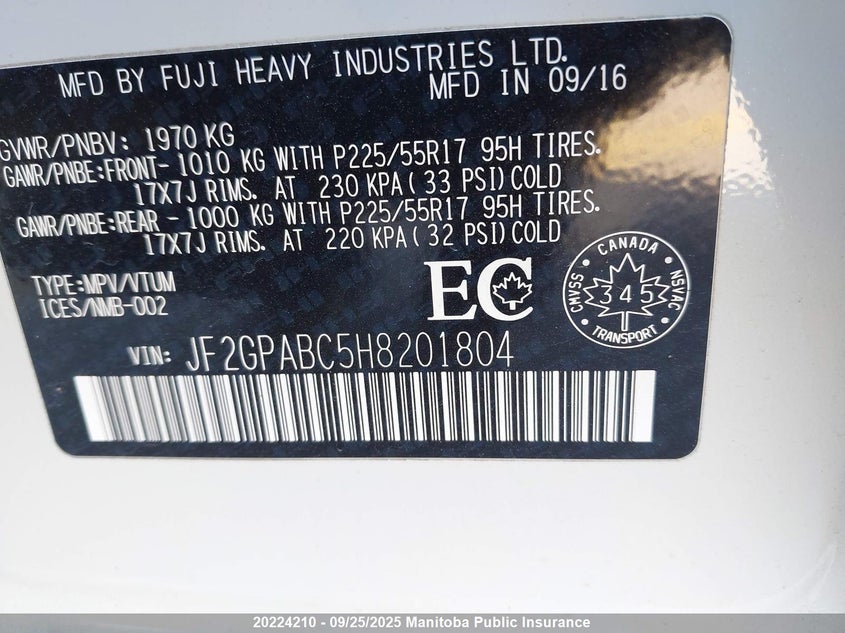 MFD BY FUJI HEAVY INDUSTRIES LTD.
MFD IN 09/16
GVWR/PNBV: 1970 KG
GAWR/PNBE:FRONT- 1010 KG WITH P225/55R17 95H TIRES.
17X7J RIMS. AT 230 KPA(33 PSI)COLD
GAWR/PNBE:REAR - 1000 KG WITH P225/55R17 95H TIRES.
17X7J RIMS. AT 220 KPA(32 PSI)COLD
TYPE:MPV/VTUM
ICES/NMB-002
EC
CANADA
CMVSS
345
NSVAC
TRANSPORT
VIN: JF2GPABC5H8201804
20224210 - 09/25/2025 Manitoba Public Insurance